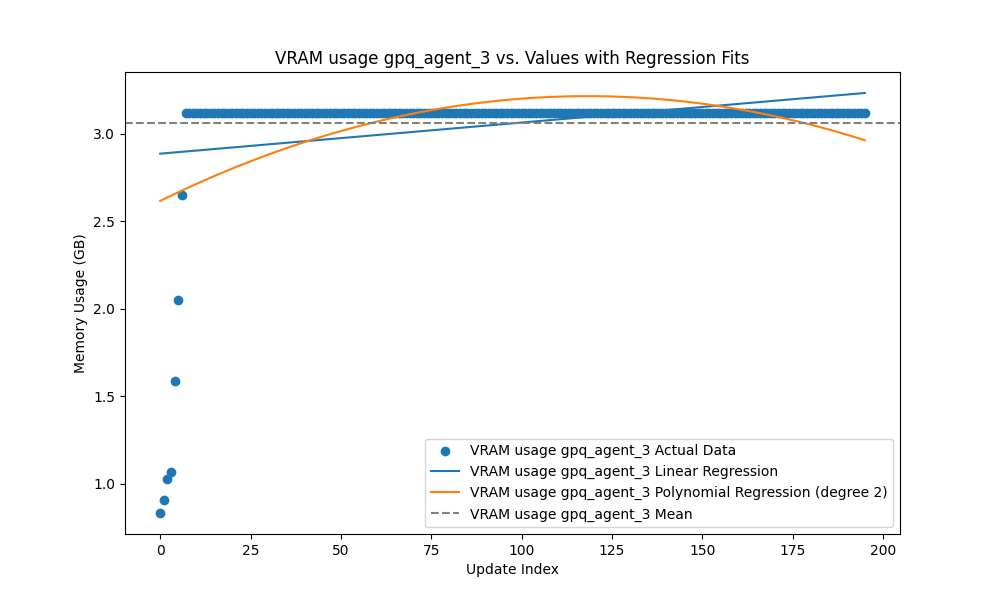 VRAM usage gpq_agent_3 vs. Values with Regression Fits
Memory Usage (GB)
3.0
2.5
2.0
1.5
1.0
VRAM usage gpq_agent_3 Actual Data
VRAM usage gpq_agent_3 Linear Regression
VRAM usage gpq_agent_3 Polynomial Regression (degree 2)
VRAM usage gpq_agent_3 Mean
0 25 50 75 100 125 150 175 200
Update Index